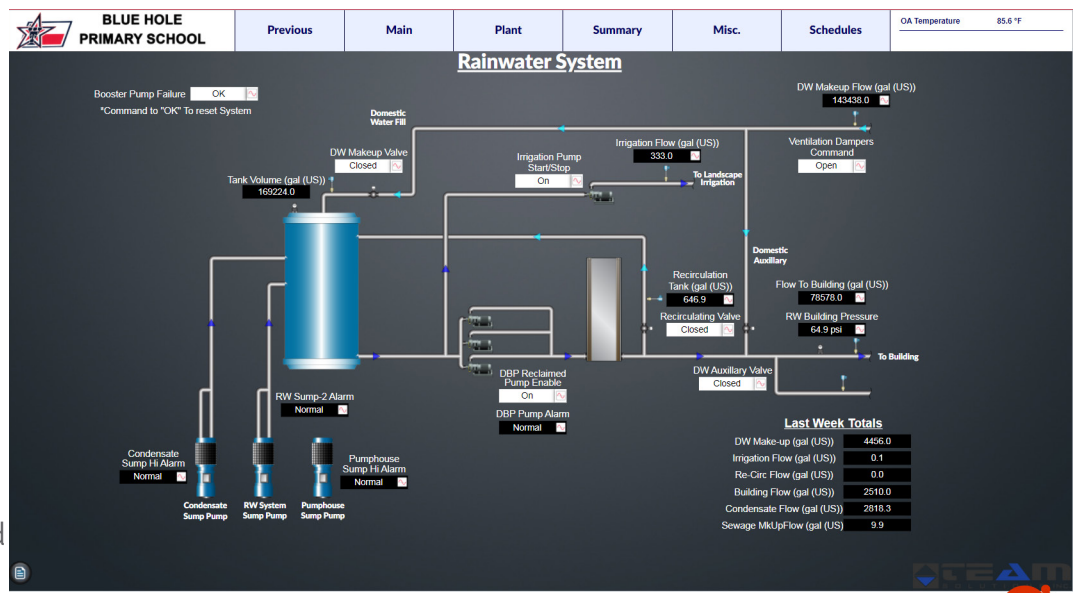 BLUE HOLE
PRIMARY SCHOOL
Previous
Main
Plant
Summary
Misc.
Schedules
OA Temperature 85.6 °F
Rainwater System
Booster Pump Failure OK
*Command to "OK" To reset System
DW Makeup Flow (gal (US))
143438.0
Domestic
Water Fill
DW Makeup Valve
Closed
Tank Volume (gal (US))
169224.0
Irrigation Pump
Start/Stop
On
Irrigation Flow (gal (US))
333.0
To Landscape
Irrigation
Ventilation Dampers
Command
Open
Domestic
Auxillary
Recirculation
Tank (gal (US))
646.9
Recirculating Valve
Closed
Flow To Building (gal (US))
78578.0
RW Building Pressure
64.9 psi
To Building
DW Auxillary Valve
Closed
DBP Reclaimed
Pump Enable
On
DBP Pump Alarm
Normal
RW Sump-2 Alarm
Normal
Condensate
Sump Hi Alarm
Normal
Pumphouse
Sump Hi Alarm
Normal
Condensate
Sump Pump
RW System
Sump Pump
Pumphouse
Sump Pump
Last Week Totals
DW Make-up (gal (US)) 4456.0
Irrigation Flow (gal (US)) 0.1
Re-Circ Flow (gal (US)) 0.0
Building Flow (gal (US)) 2510.0
Condensate Flow (gal (US)) 2818.3
Sewage MkUpFlow (gal (US) 9.9
TEAM